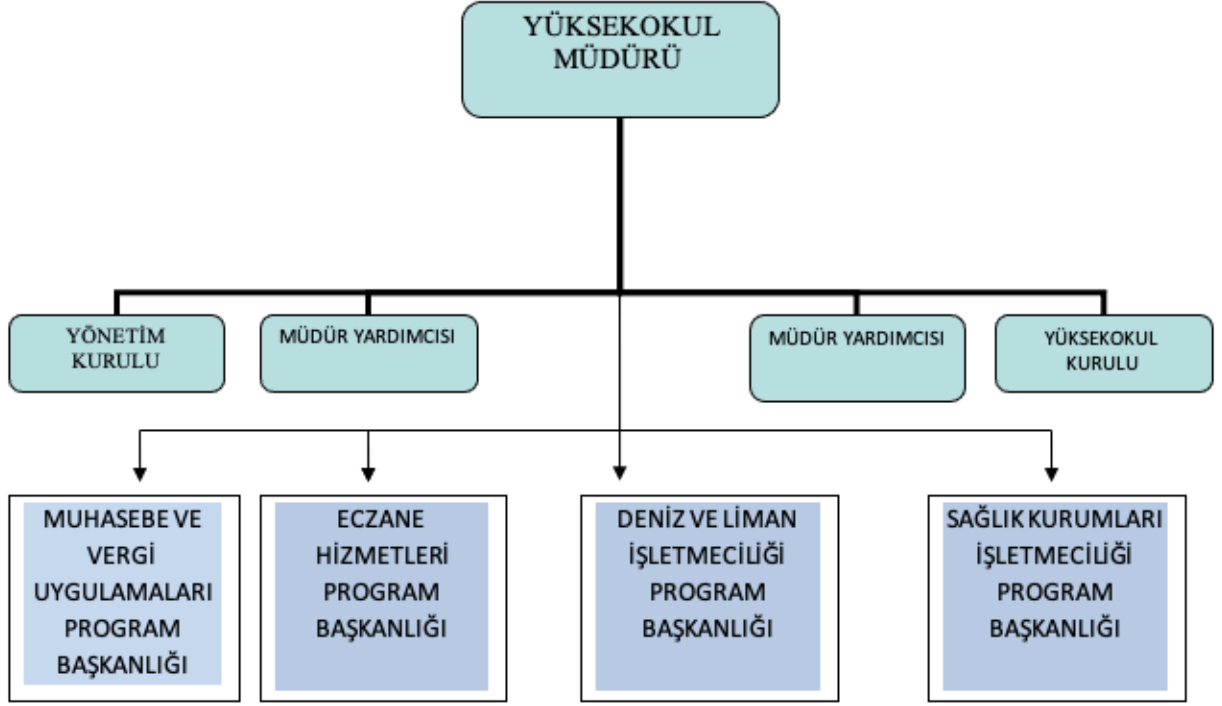 YÜKSEKOKUL
MÜDÜRÜ
YÖNETİM
KURULU
MÜDÜR YARDIMCISI
MÜDÜR YARDIMCISI
YÜKSEKOKUL
KURULU
MUHASEBE VE
VERGİ
UYGULAMALARI
PROGRAM
BAŞKANLIĞI
ECZANE
HİZMETLERİ
PROGRAM
BAŞKANLIĞI
DENİZ VE LİMAN
İŞLETMECİLİĞİ
PROGRAM
BAŞKANLIĞI
SAĞLIK KURUMLARI
İŞLETMECİLİĞİ
PROGRAM
BAŞKANLIĞI